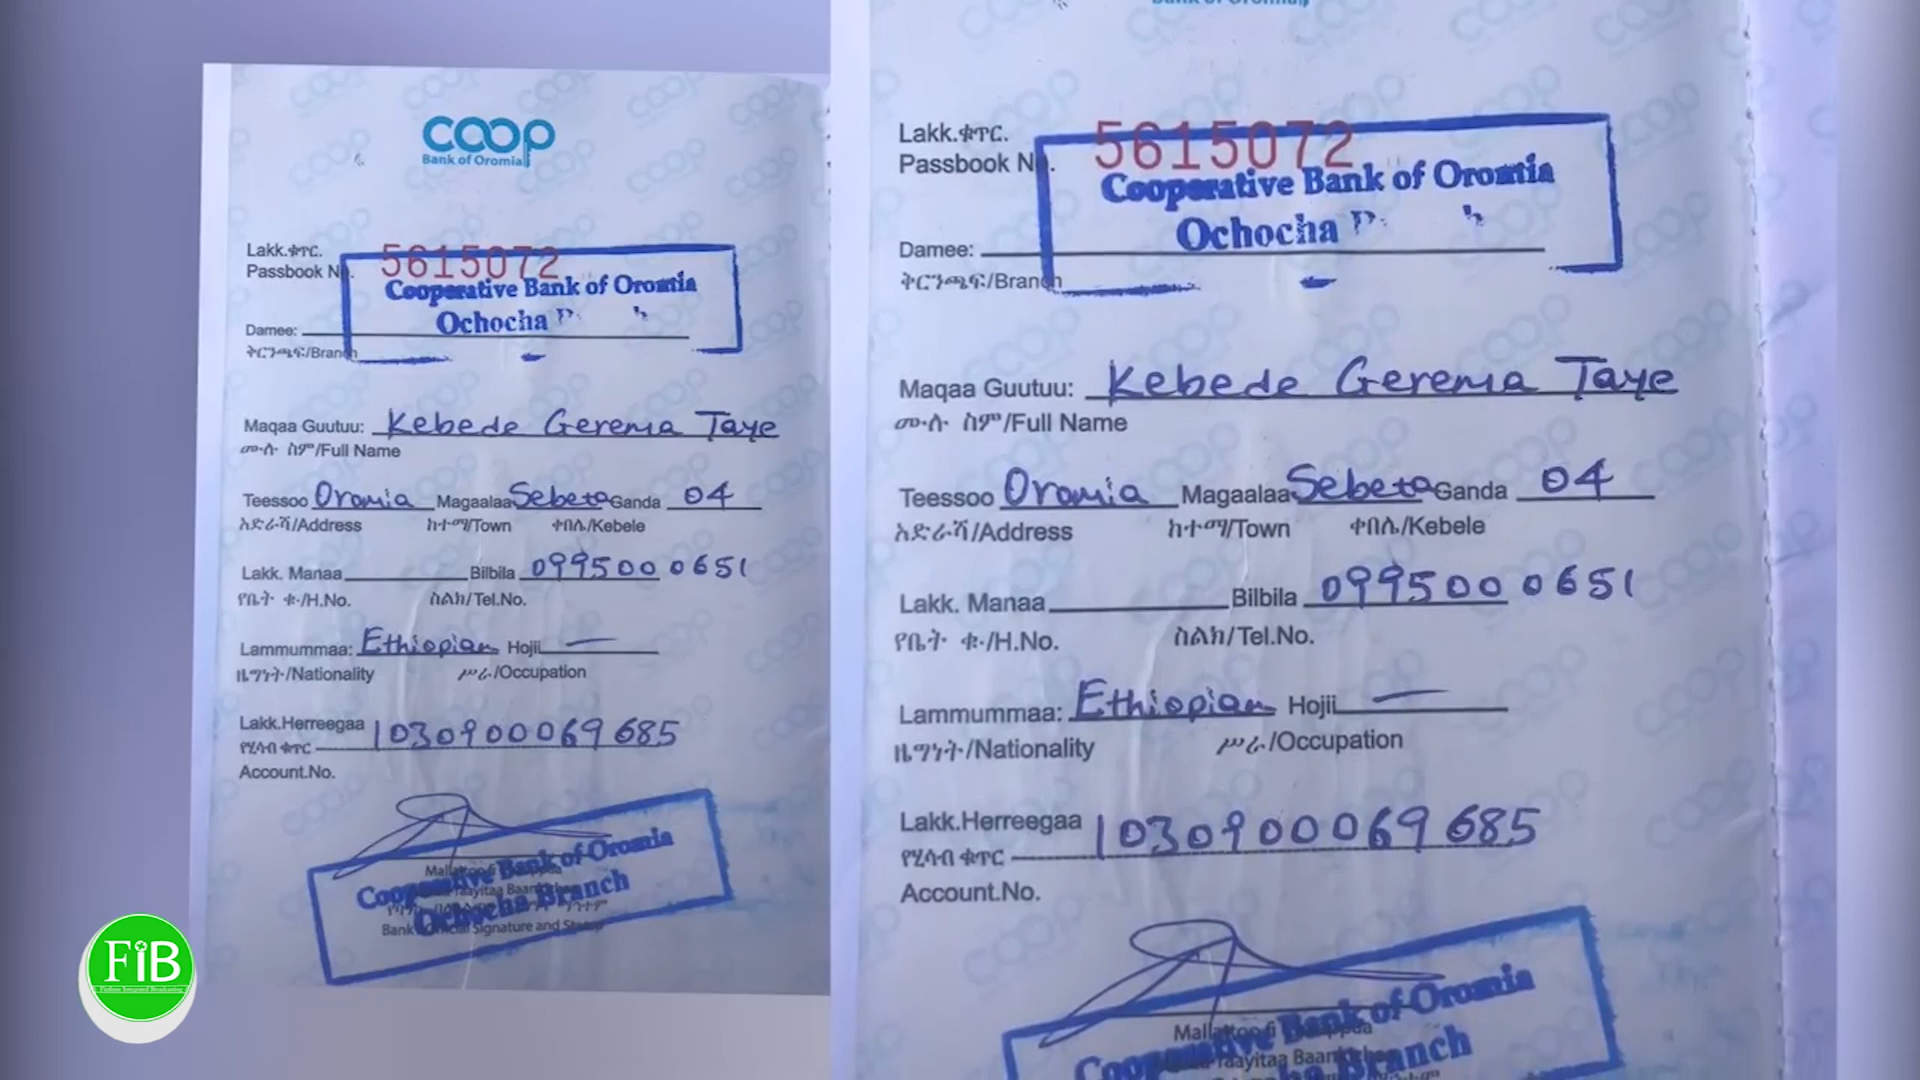 COOP
Bank of Oromia
Lakk.ቁጥር.
Passbook No. 5615072
Cooperative Bank of Oromia
Ochocha
Damee:
ቅርንጫፍ/Branch
Maqaa Guutuu: Kebede Gerema Taye
ሙሉ ስም/Full Name
Teessoo Oromia Magaalaa Sebeta Ganda 04
አድራሻ/Address ከተማ/Town ቀበሌ/Kebele
Lakk. Manaa Bilbila 0995000651
የቤት ቁ./H.No. ስልክ/Tel.No.
Lammummaa: Ethiopian Hojii
ዜግነት/Nationality ሥራ/Occupation
Lakk.Herreegaa 1030900069685
የሂሳብ ቁጥር
Account.No.
Cooperative Bank of Oromia
Ochocha Branch
Bank Official Signature and Stamp
Bank of Oromia
Lakk.ቁጥር.
Passbook No. 5615072
Cooperative Bank of Oromia
Ochocha
Damee:
ቅርንጫፍ/Branch
Maqaa Guutuu: Kebede Gerema Taye
ሙሉ ስም/Full Name
Teessoo Oromia Magaalaa Sebeta Ganda 04
አድራሻ/Address ከተማ/Town ቀበሌ/Kebele
Lakk. Manaa Bilbila 0995000651
የቤት ቁ./H.No. ስልክ/Tel.No.
Lammummaa: Ethiopian Hojii
ዜግነት/Nationality ሥራ/Occupation
Lakk.Herreegaa 1030900069685
የሂሳብ ቁጥር
Account.No.
Cooperative Bank of Oromia
Ochocha Branch
FiB